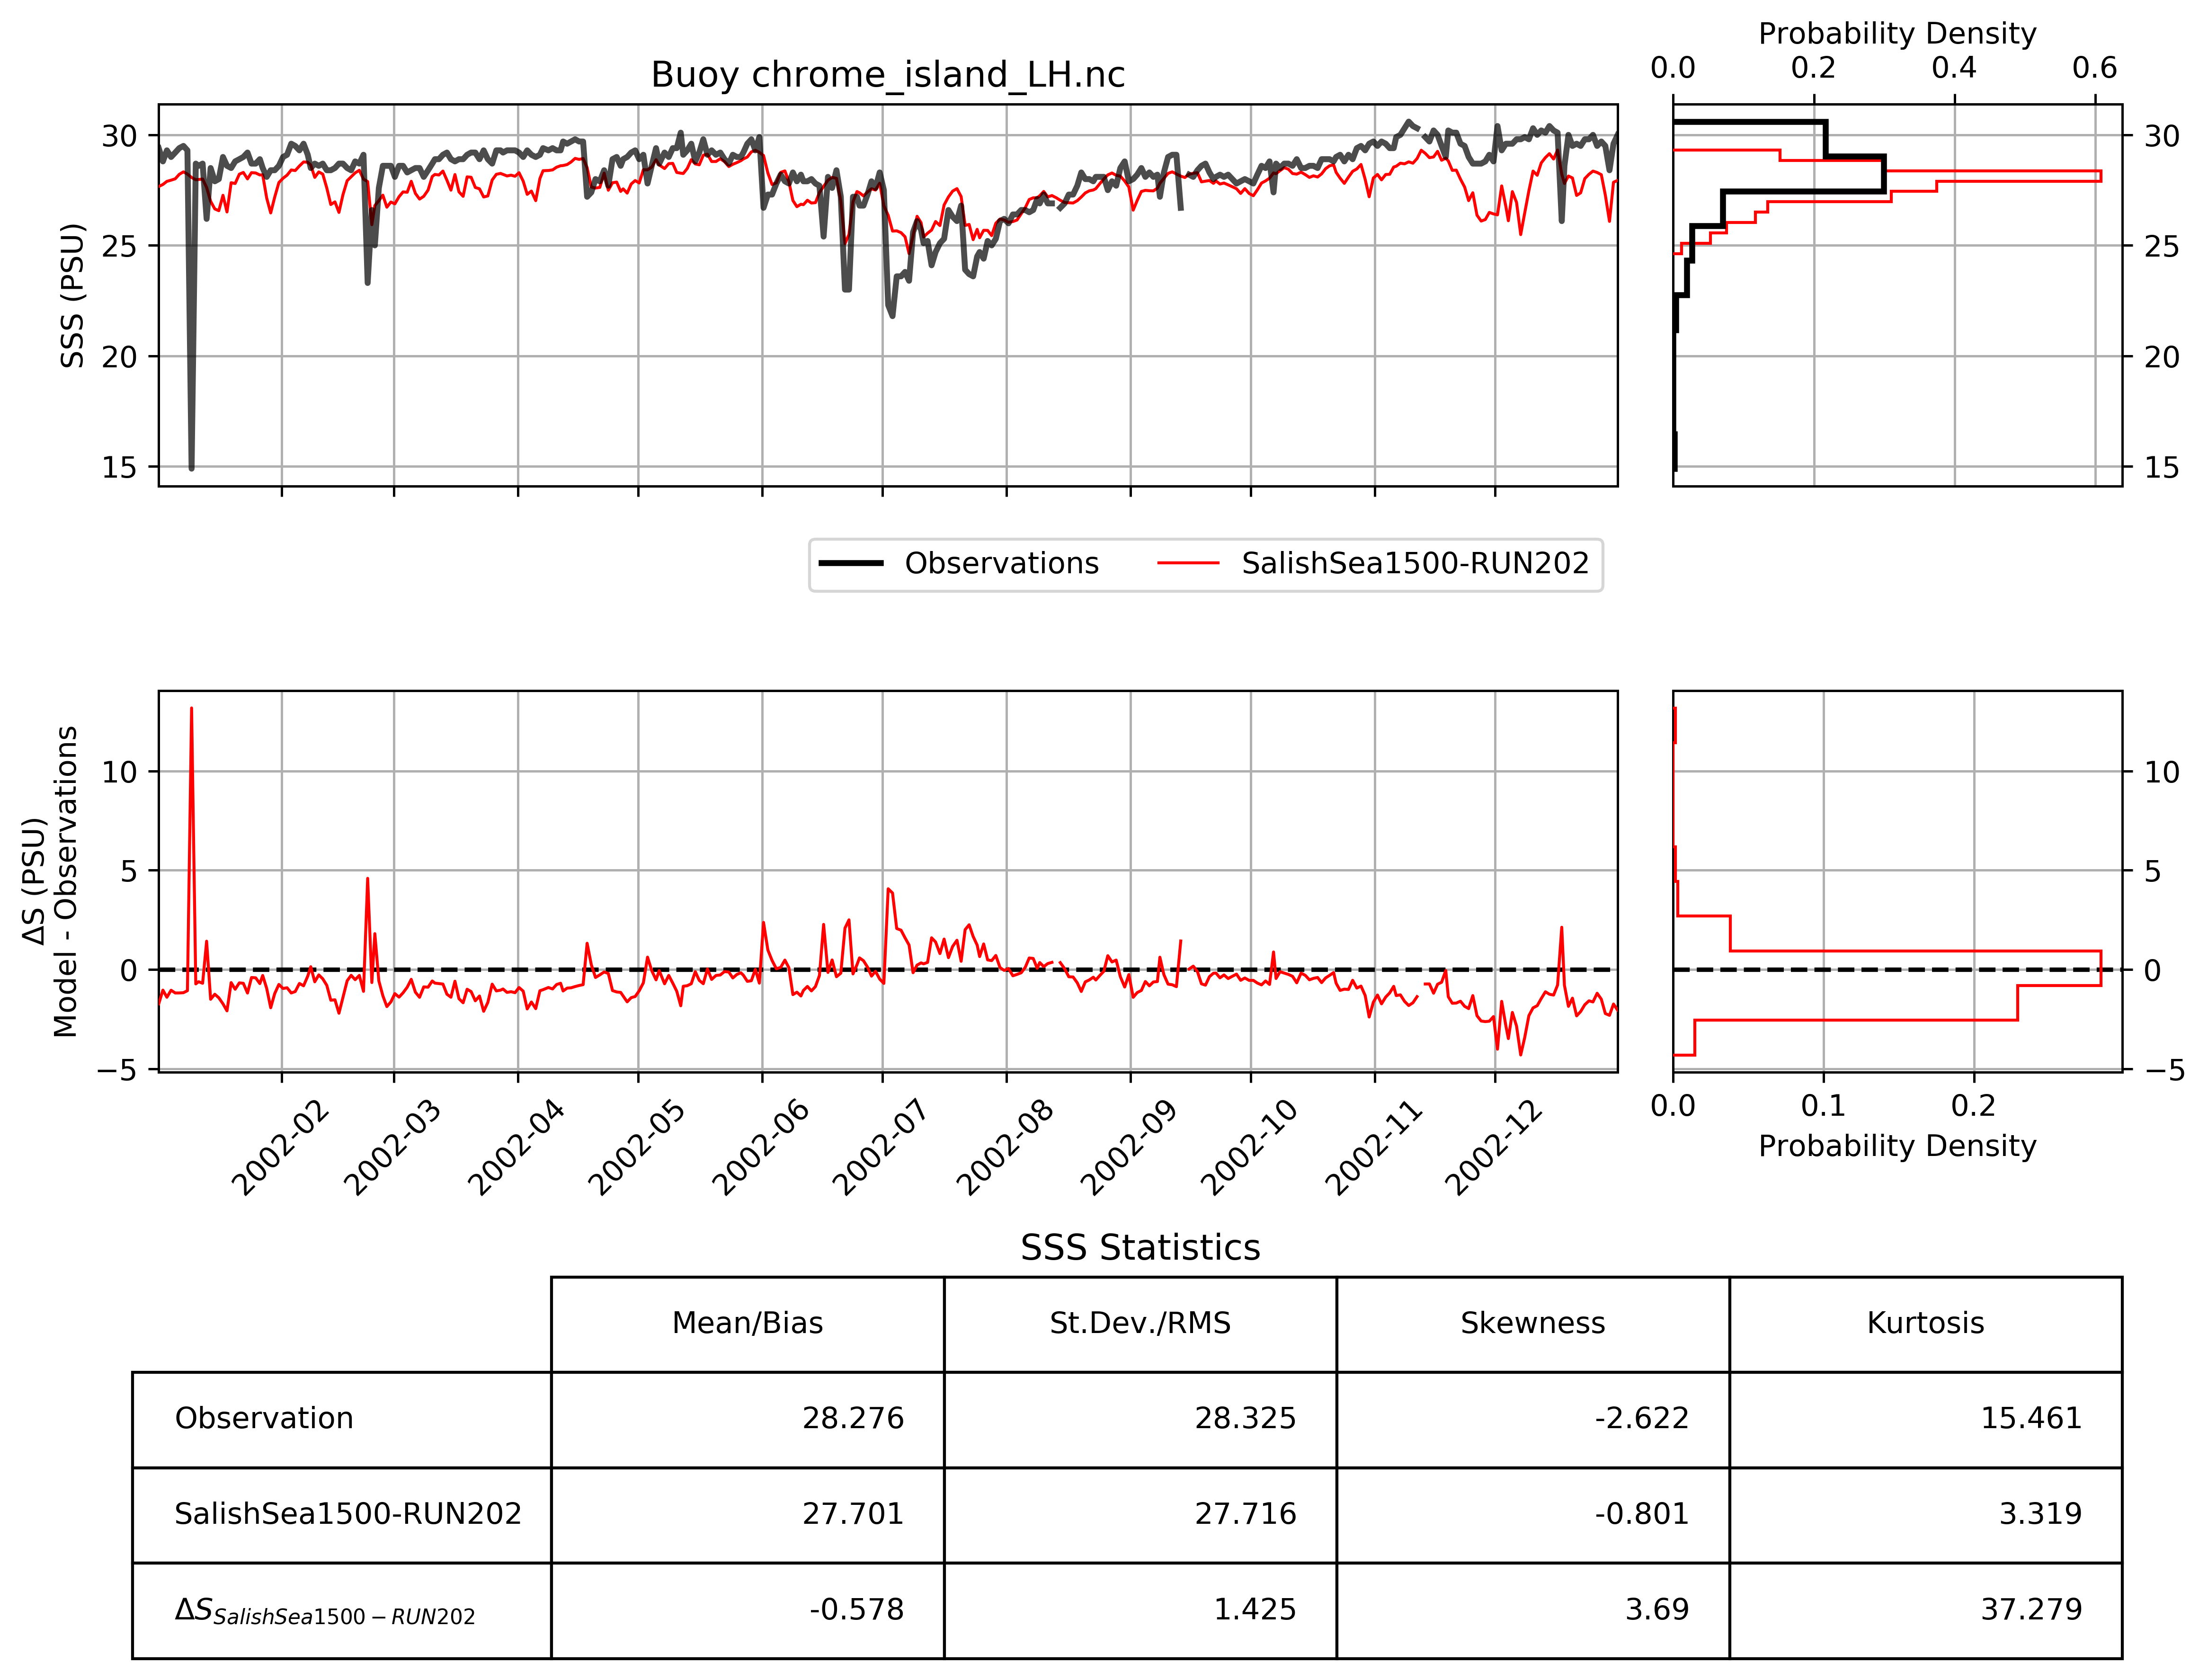 Probability Density
0.0 0.2 0.4 0.6
Buoy chrome_island_LH.nc
SSS (PSU)
30
25
20
15
30
25
20
15
Observations SalishSea1500-RUN202
ΔS (PSU)
Model - Observations
10
5
0
−5
10
5
0
−5
2002-02 2002-03 2002-04 2002-05 2002-06 2002-07 2002-08 2002-09 2002-10 2002-11 2002-12
0.0 0.1 0.2
Probability Density
SSS Statistics
Mean/Bias St.Dev./RMS Skewness Kurtosis
Observation 28.276 28.325 -2.622 15.461
SalishSea1500-RUN202 27.701 27.716 -0.801 3.319
ΔS SalishSea1500−RUN202 -0.578 1.425 3.69 37.279